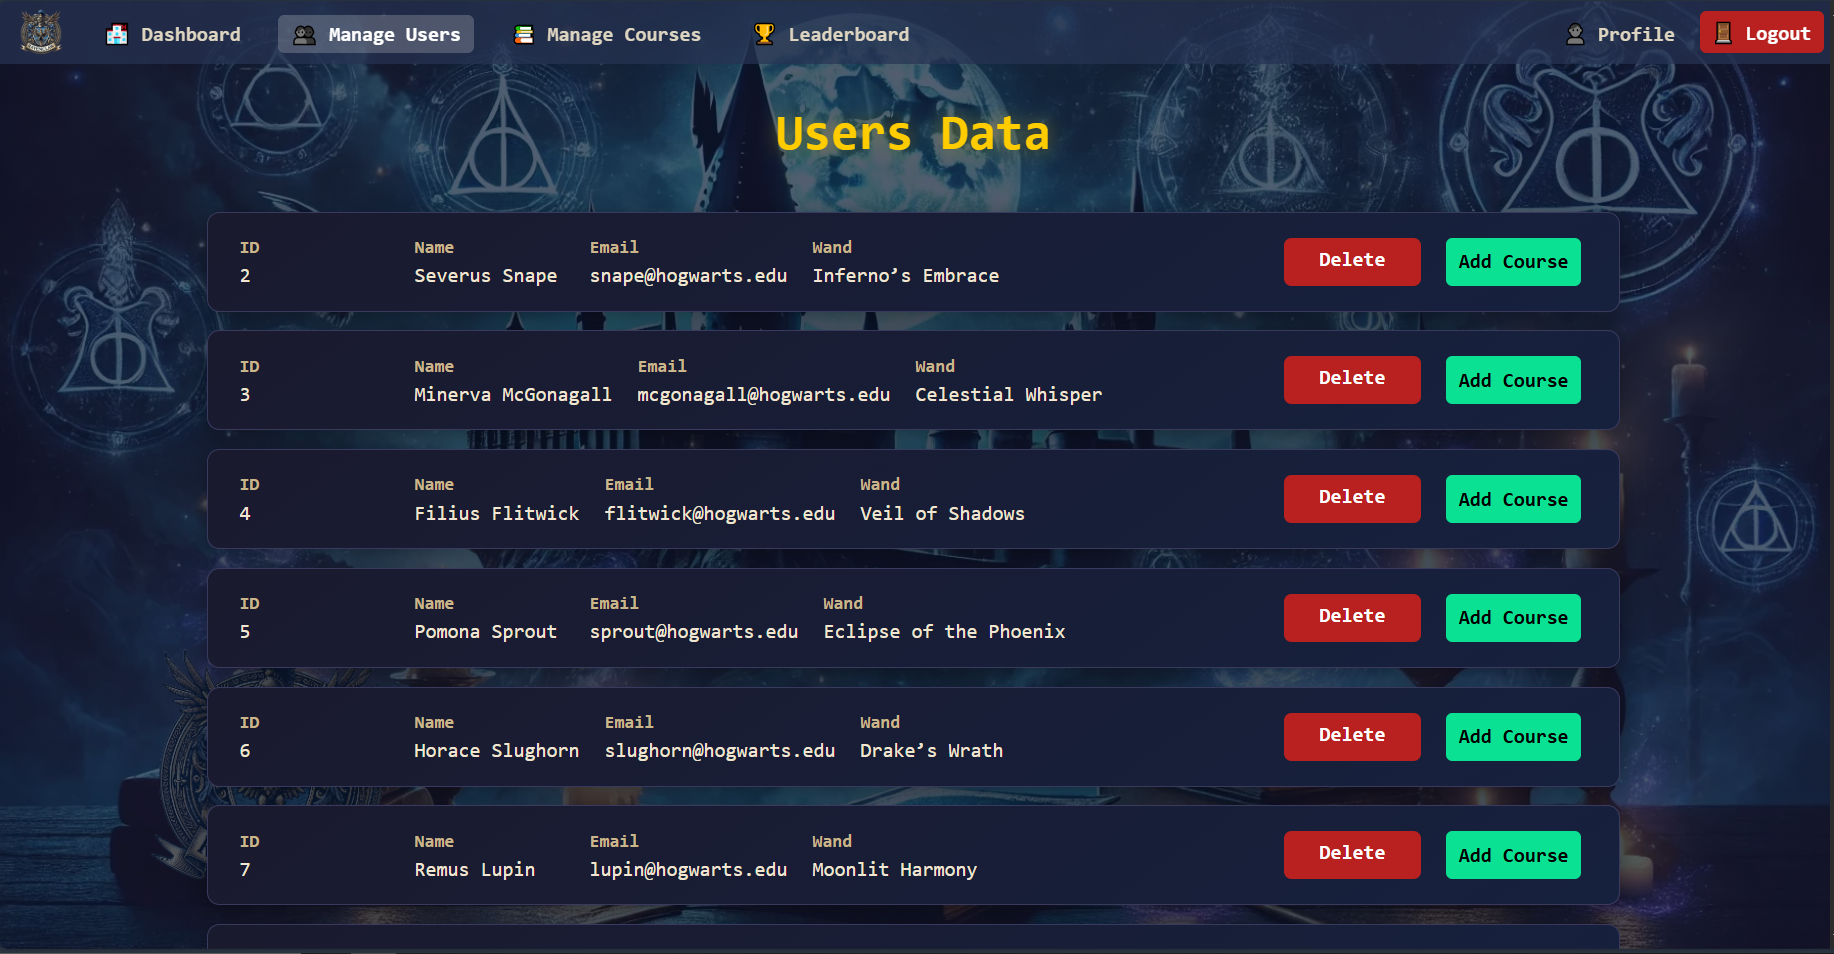 Dashboard Manage Users Manage Courses Leaderboard Profile Logout
Users Data
ID Name Email Wand
2 Severus Snape snape@hogwarts.edu Inferno’s Embrace Delete Add Course
ID Name Email Wand
3 Minerva McGonagall mcgonagall@hogwarts.edu Celestial Whisper Delete Add Course
ID Name Email Wand
4 Filius Flitwick flitwick@hogwarts.edu Veil of Shadows Delete Add Course
ID Name Email Wand
5 Pomona Sprout sprout@hogwarts.edu Eclipse of the Phoenix Delete Add Course
ID Name Email Wand
6 Horace Slughorn slughorn@hogwarts.edu Drake’s Wrath Delete Add Course
ID Name Email Wand
7 Remus Lupin lupin@hogwarts.edu Moonlit Harmony Delete Add Course